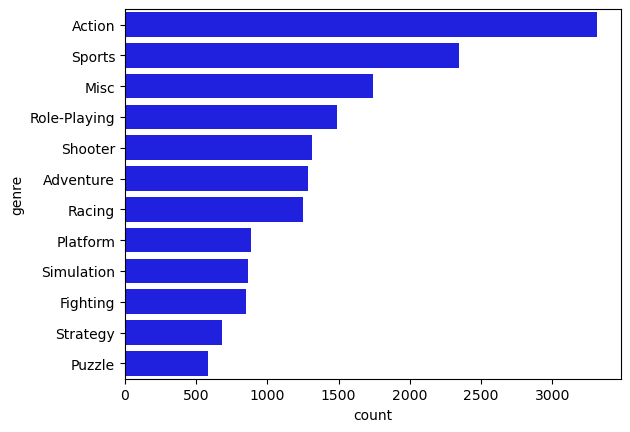 Action
Sports
Misc
Role-Playing
Shooter
Adventure
Racing
Platform
Simulation
Fighting
Strategy
Puzzle
genre
0 500 1000 1500 2000 2500 3000
count